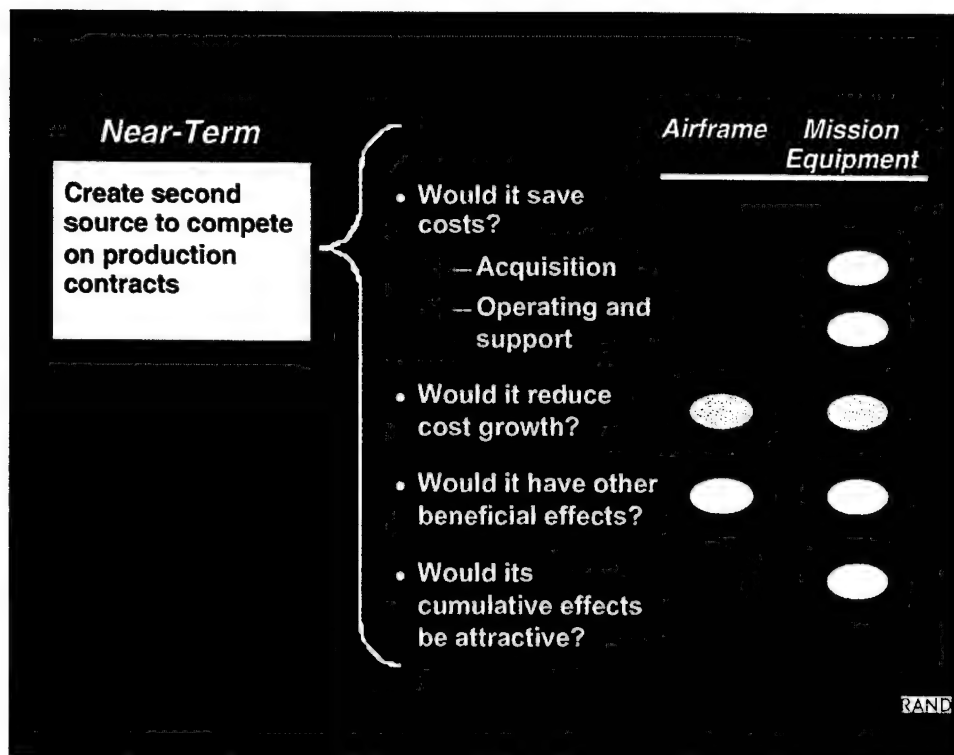 Near-Term
Create second
source to compete
on production
contracts
Airframe
Mission
Equipment
• Would it save
costs?
– Acquisition
– Operating and
support
• Would it reduce
cost growth?
• Would it have other
beneficial effects?
• Would its
cumulative effects
be attractive?
RAND